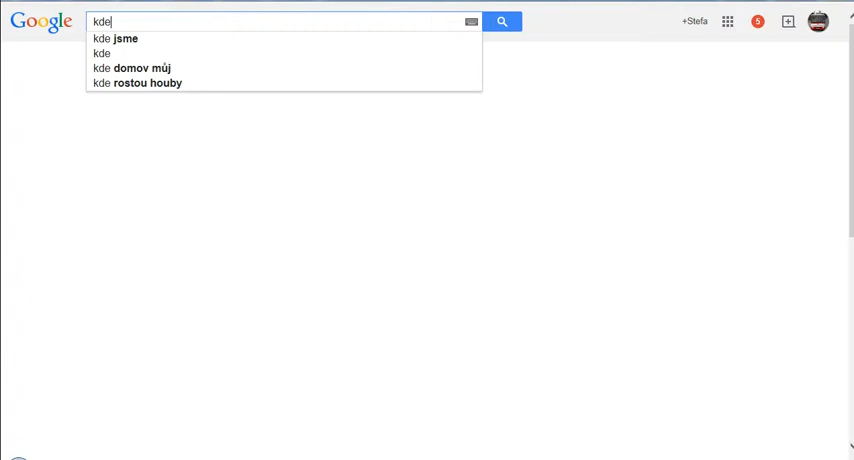 Google
kde
+Stefa
5
kde jsme
kde
kde domov můj
kde rostou houby